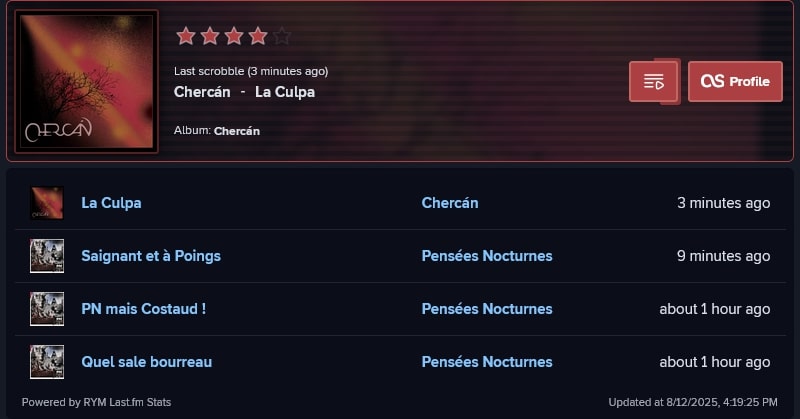 Last scrobble (3 minutes ago)
Chercán - La Culpa
Album: Chercán
Profile
CHERCÁN
La Culpa Chercán 3 minutes ago
Saignant et à Poings Pensées Nocturnes 9 minutes ago
PN mais Costaud ! Pensées Nocturnes about 1 hour ago
Quel sale bourreau Pensées Nocturnes about 1 hour ago
Powered by RYM Last.fm Stats Updated at 8/12/2025, 4:19:25 PM